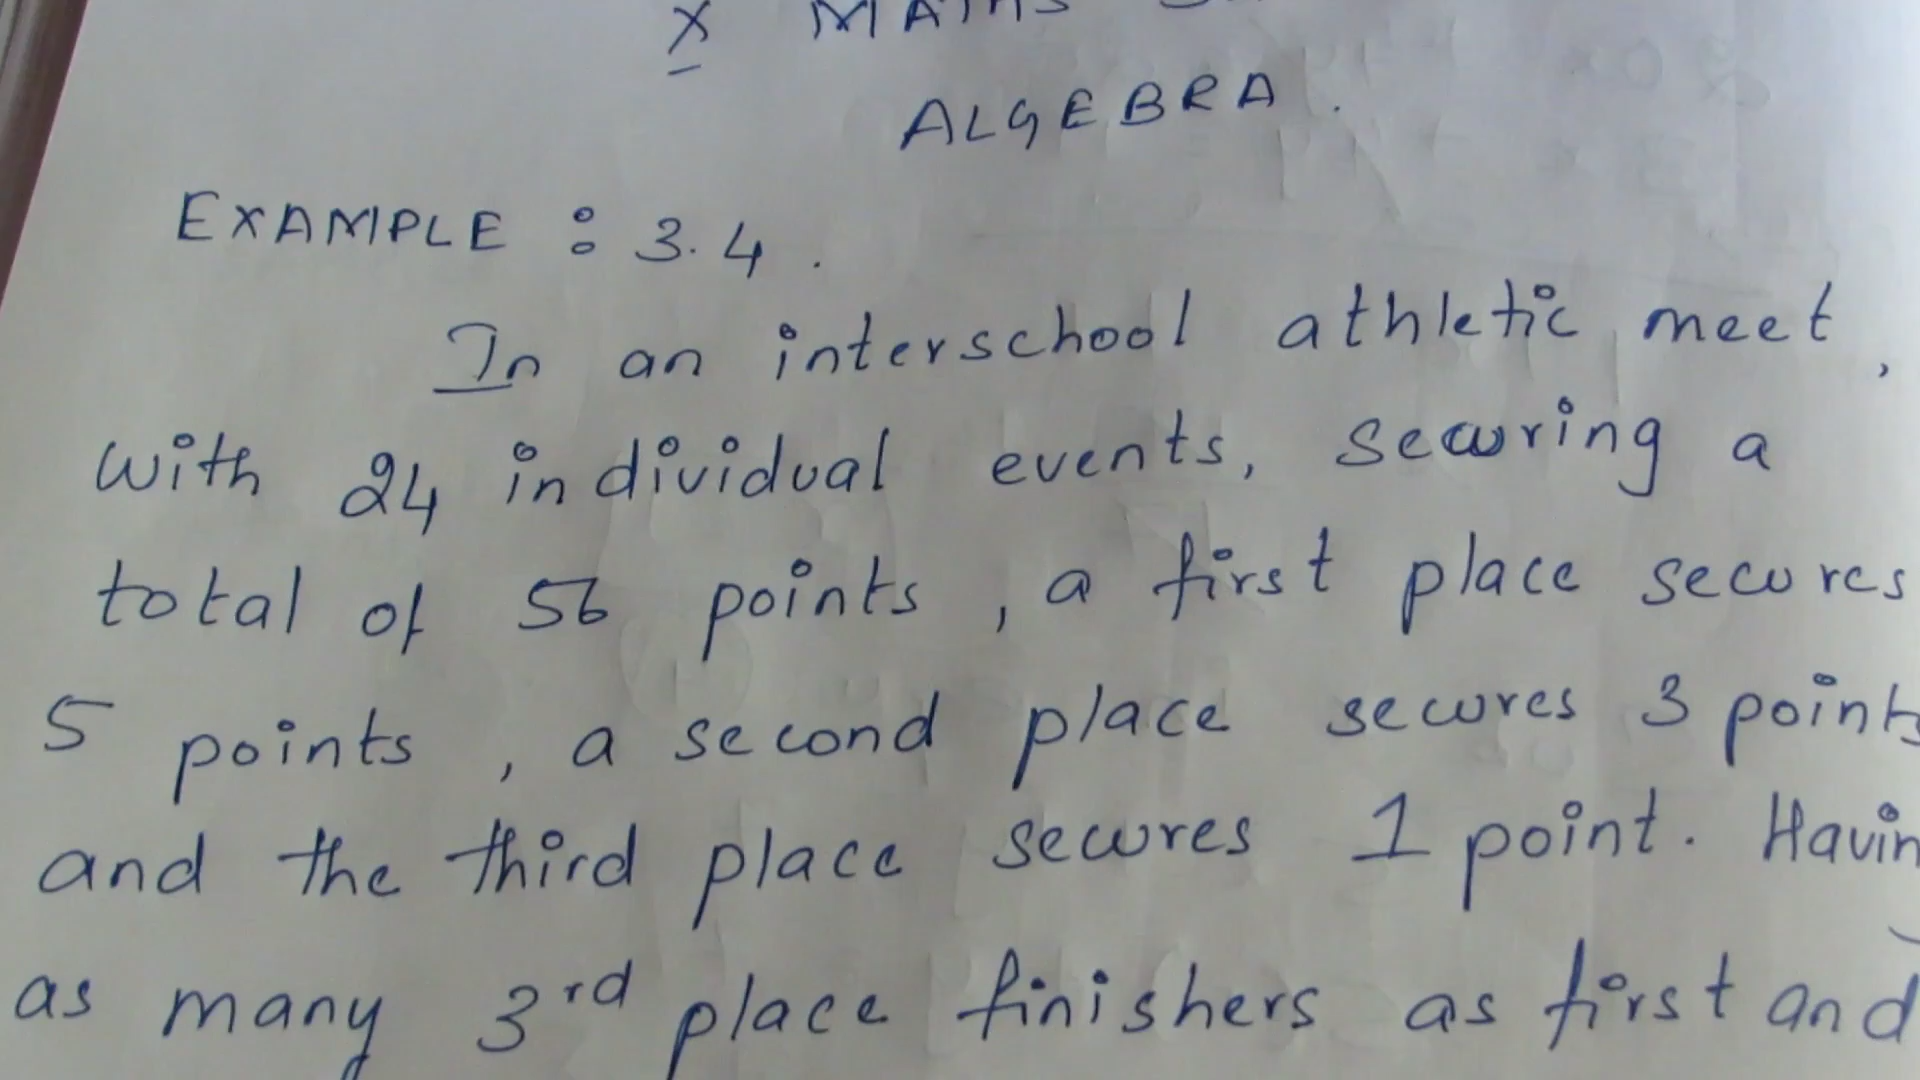 X MATHS
ALGEBRA.
EXAMPLE : 3.4.
In an interschool athletic meet,
with 24 individual events, securing a
total of 56 points, a first place secures
5 points, a second place secures 3 points
and the third place secures 1 point. Havin
as many 3rd place finishers as first and